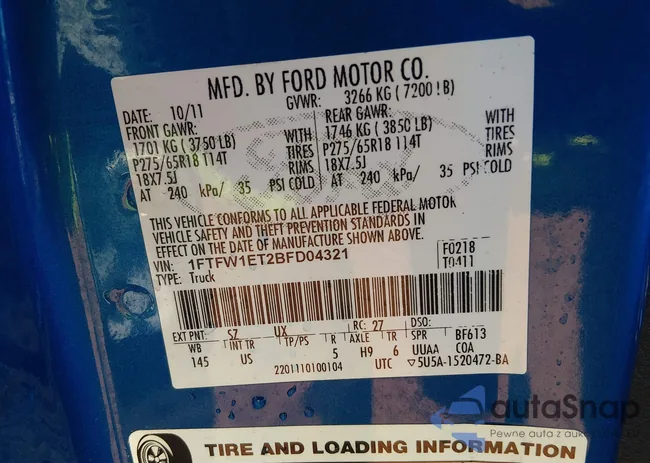 MFD. BY FORD MOTOR CO.
DATE: 10/11 GVWR: 3266 KG ( 7200 LB)
FRONT GAWR: REAR GAWR:
1701 KG ( 3750 LB) WITH 1746 KG ( 3850 LB) WITH
P275/65R18 114T TIRES P275/65R18 114T TIRES
18X7.5J RIMS 18X7.5J RIMS
AT 240 kPa/ 35 PSI COLD AT 240 kPa/ 35 PSI COLD
THIS VEHICLE CONFORMS TO ALL APPLICABLE FEDERAL MOTOR
VEHICLE SAFETY AND THEFT PREVENTION STANDARDS IN
EFFECT ON THE DATE OF MANUFACTURE SHOWN ABOVE.
VIN: 1FTFW1ET2BFD04321 F0218
TYPE: Truck T0411
EXT PNT: SZ UX RC: 27 DSO:
WB INT TR TP/PS R AXLE TR SPR BF613
145 US 5 H9 6 UUAA COA
2201110100104 UTC ▽5U5A-1520472-BA
TIRE AND LOADING INFORMATION
autaSnap
Pewne auta z aukcji